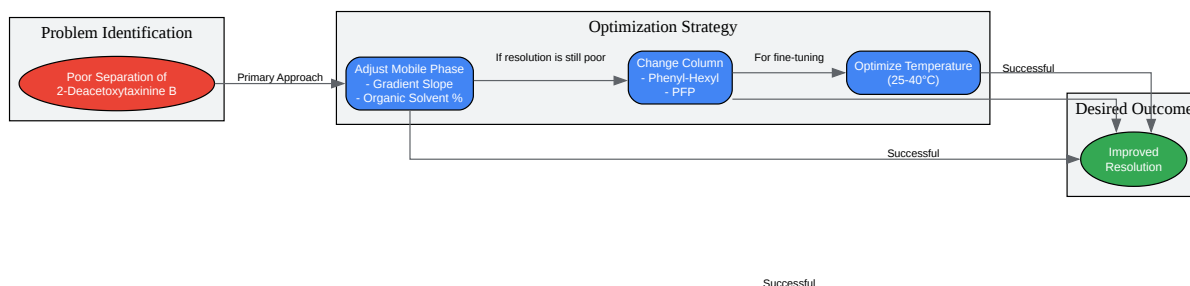 Problem Identification
Poor Separation of
2-Deacetoxytaxinine B
Primary Approach
Optimization Strategy
Adjust Mobile Phase
- Gradient Slope
- Organic Solvent %
If resolution is still poor
Change Column
- Phenyl-Hexyl
- PFP
For fine-tuning
Optimize Temperature
(25-40°C)
Successful
Desired Outcome
Improved
Resolution
Successful
Successful